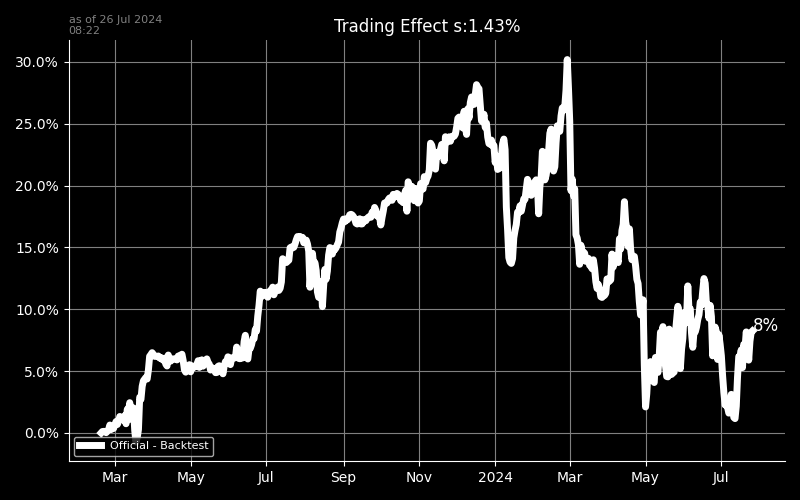 as of 26 Jul 2024
08:22
Trading Effect s:1.43%
30.0%
25.0%
20.0%
15.0%
10.0%
5.0%
0.0%
8%
Official - Backtest
Mar May Jul Sep Nov 2024 Mar May Jul